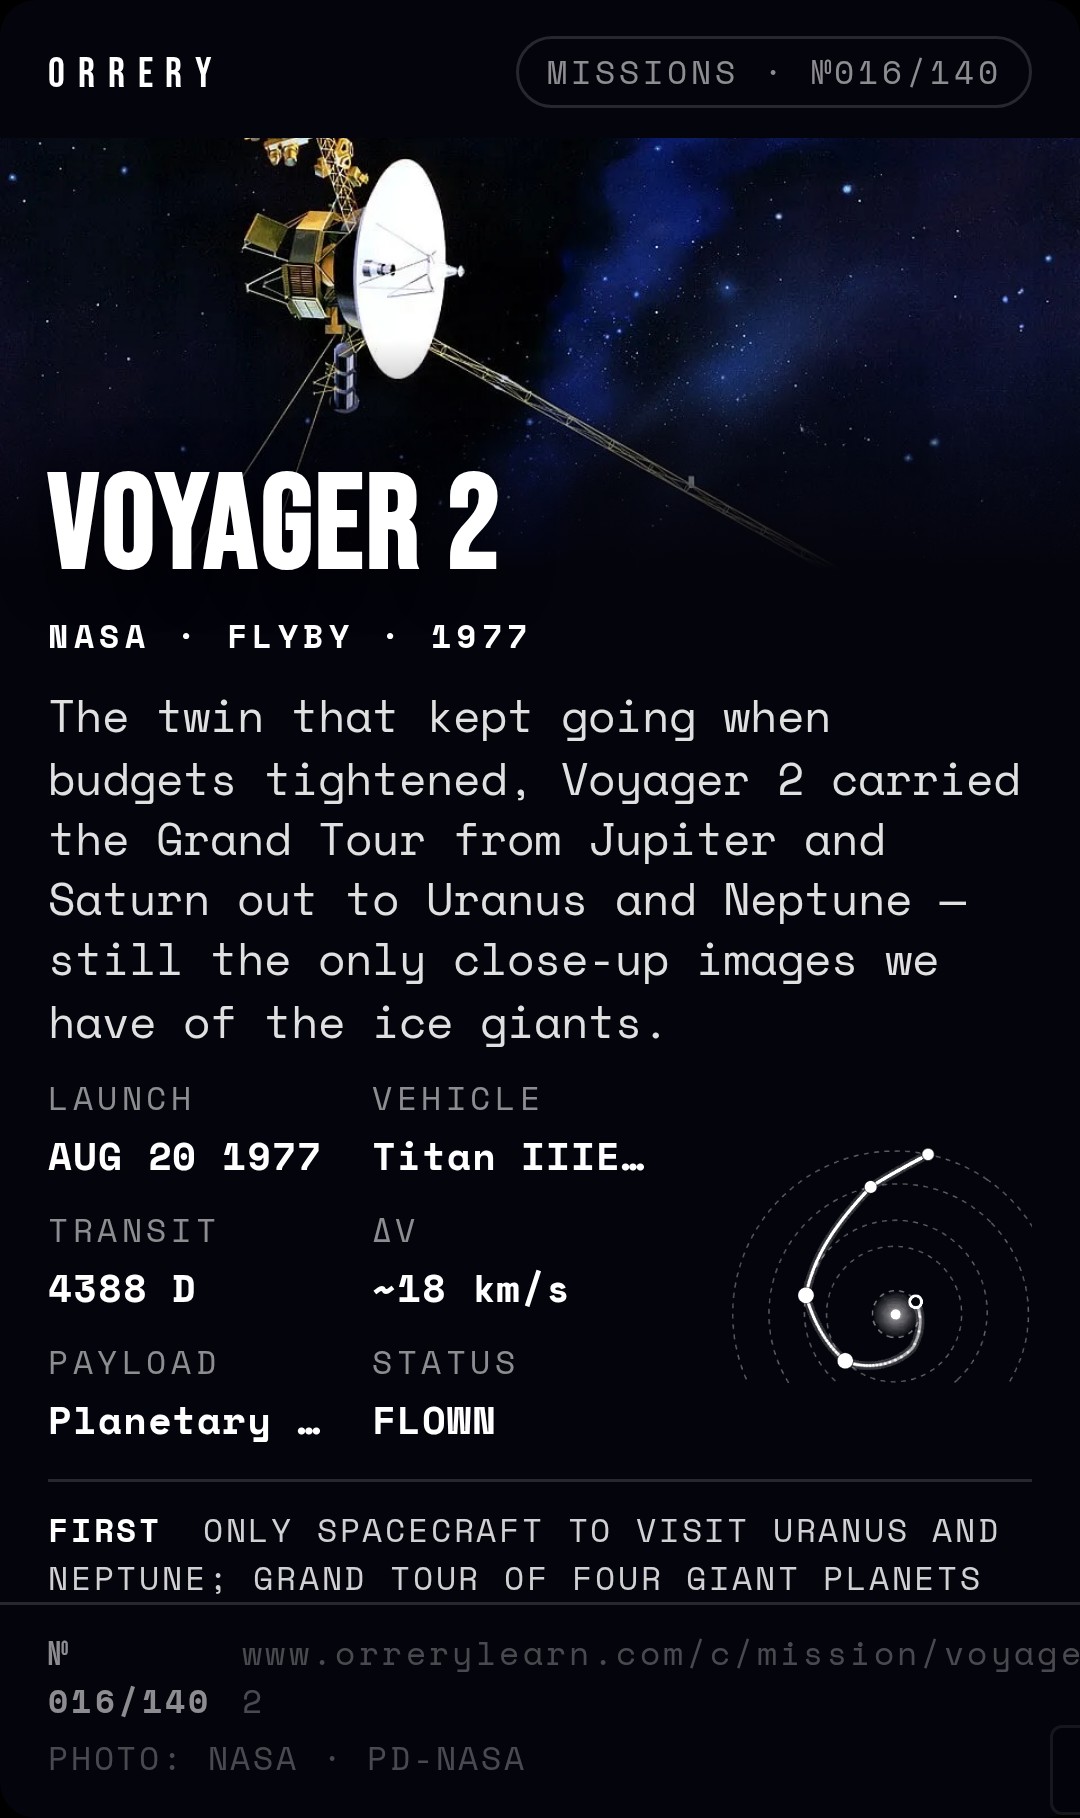 ORRERY
MISSIONS · №016/140
VOYAGER 2
NASA · FLYBY · 1977
The twin that kept going when
budgets tightened, Voyager 2 carried
the Grand Tour from Jupiter and
Saturn out to Uranus and Neptune —
still the only close-up images we
have of the ice giants.
LAUNCH VEHICLE
AUG 20 1977 Titan IIIE…
TRANSIT ΔV
4388 D ~18 km/s
PAYLOAD STATUS
Planetary … FLOWN
FIRST ONLY SPACECRAFT TO VISIT URANUS AND
NEPTUNE; GRAND TOUR OF FOUR GIANT PLANETS
№ www.orrerylearn.com/c/mission/voyage
016/140 2
PHOTO: NASA · PD-NASA